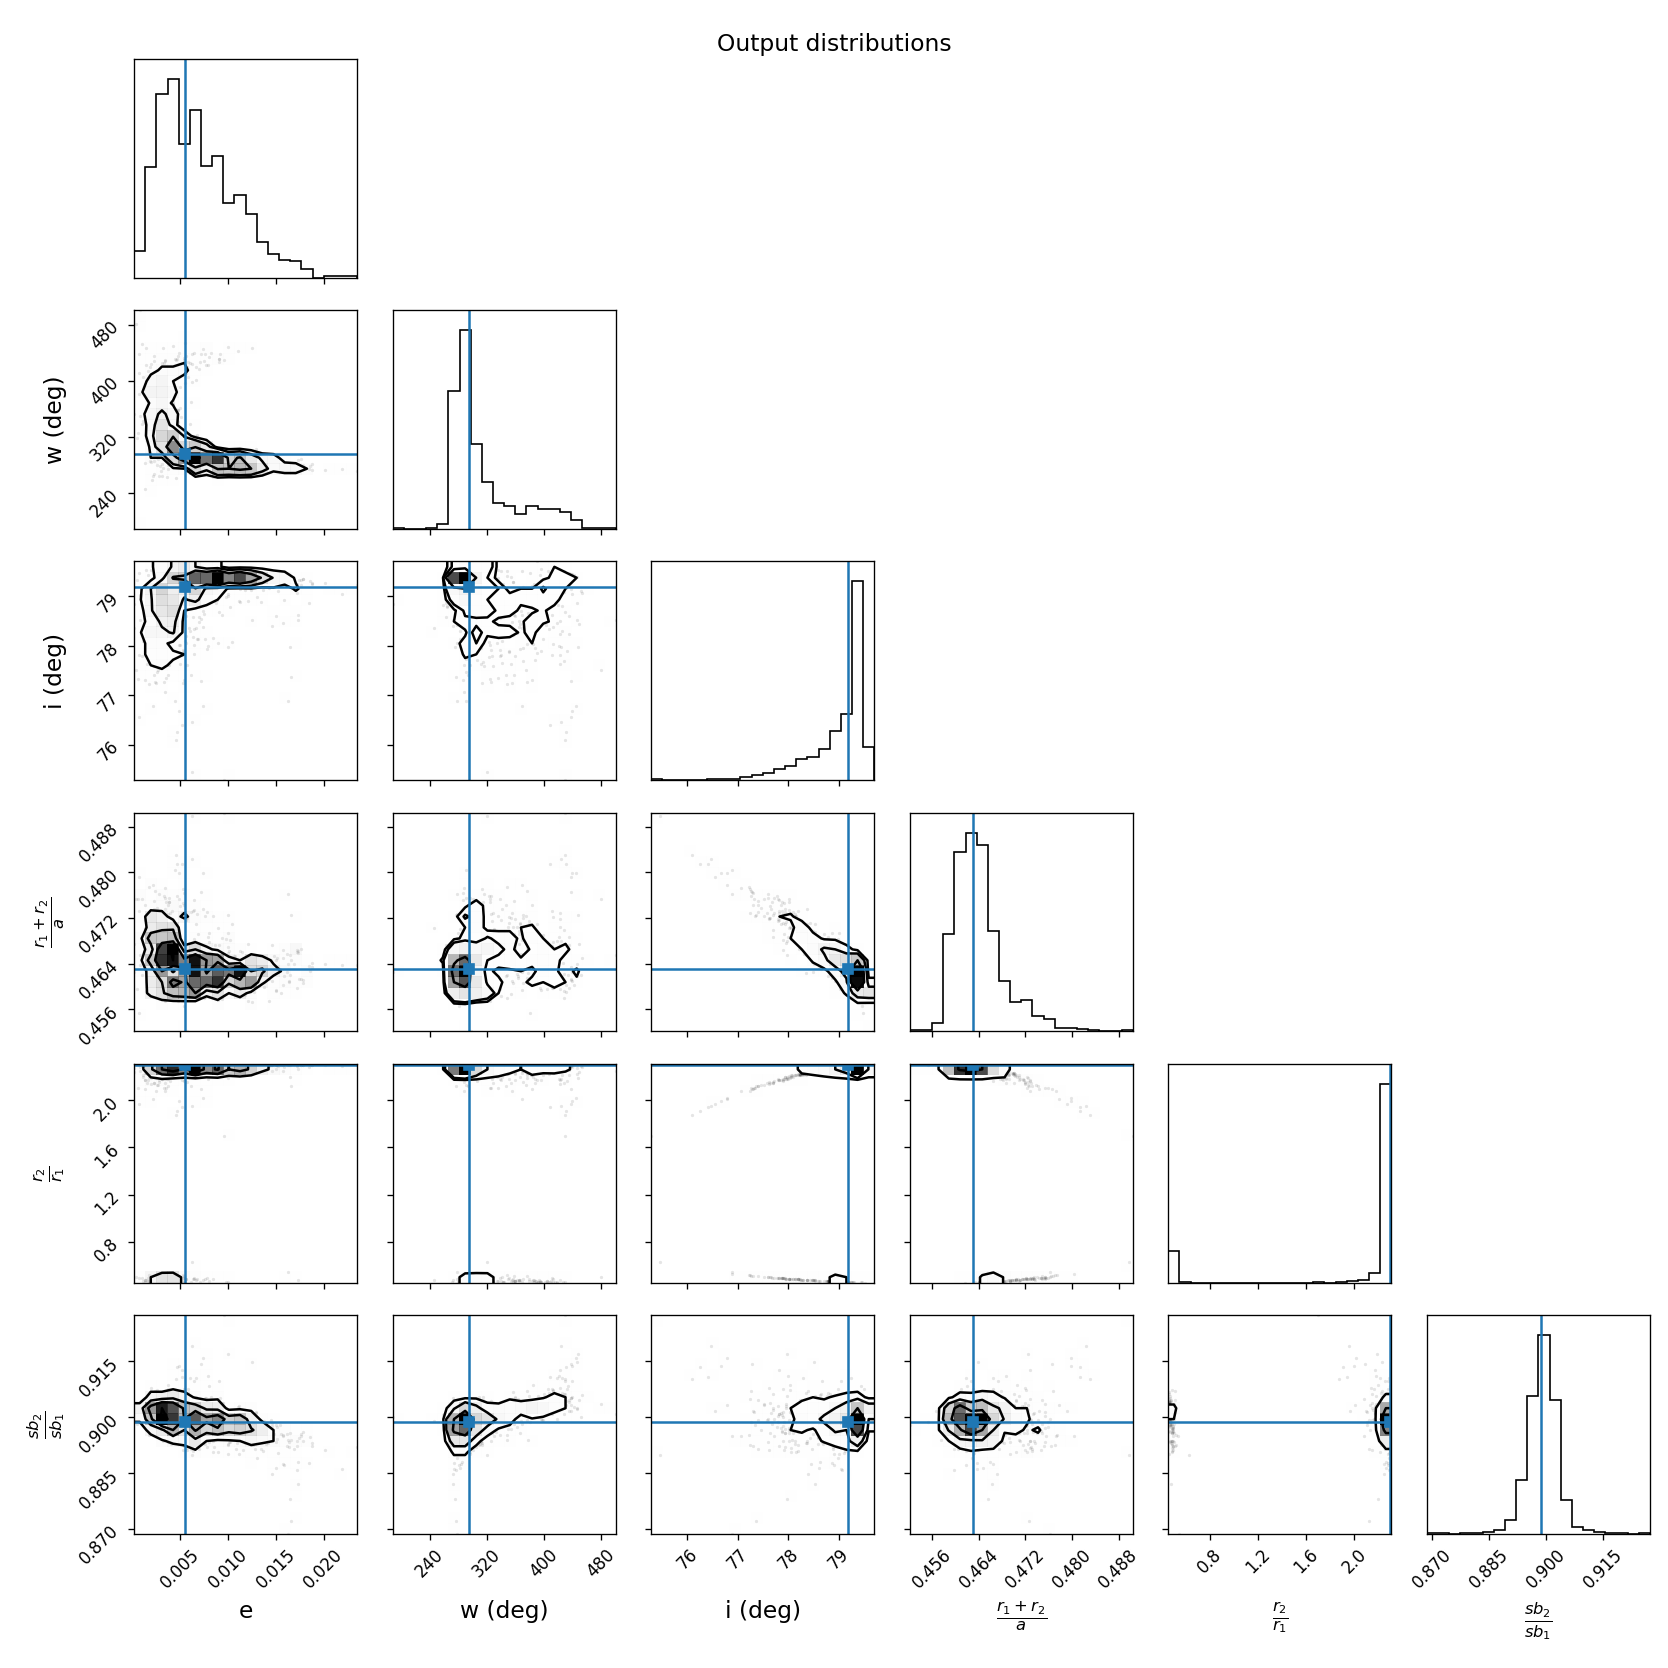 Output distributions
480
400
320
240
w (deg)
79
78
77
76
i (deg)
0.488
0.480
0.472
0.464
0.456
r₁ + r₂
a
2.0
1.6
1.2
0.8
r₂
r₁
0.915
0.900
0.885
0.870
sb₂
sb₁
0.005 0.010 0.015 0.020 240 320 400 480 76 77 78 79 0.456 0.464 0.472 0.480 0.488 0.8 1.2 1.6 2.0 0.870 0.885 0.900 0.915
e w (deg) i (deg) r₁ + r₂ r₂ sb₂
a r₁ sb₁